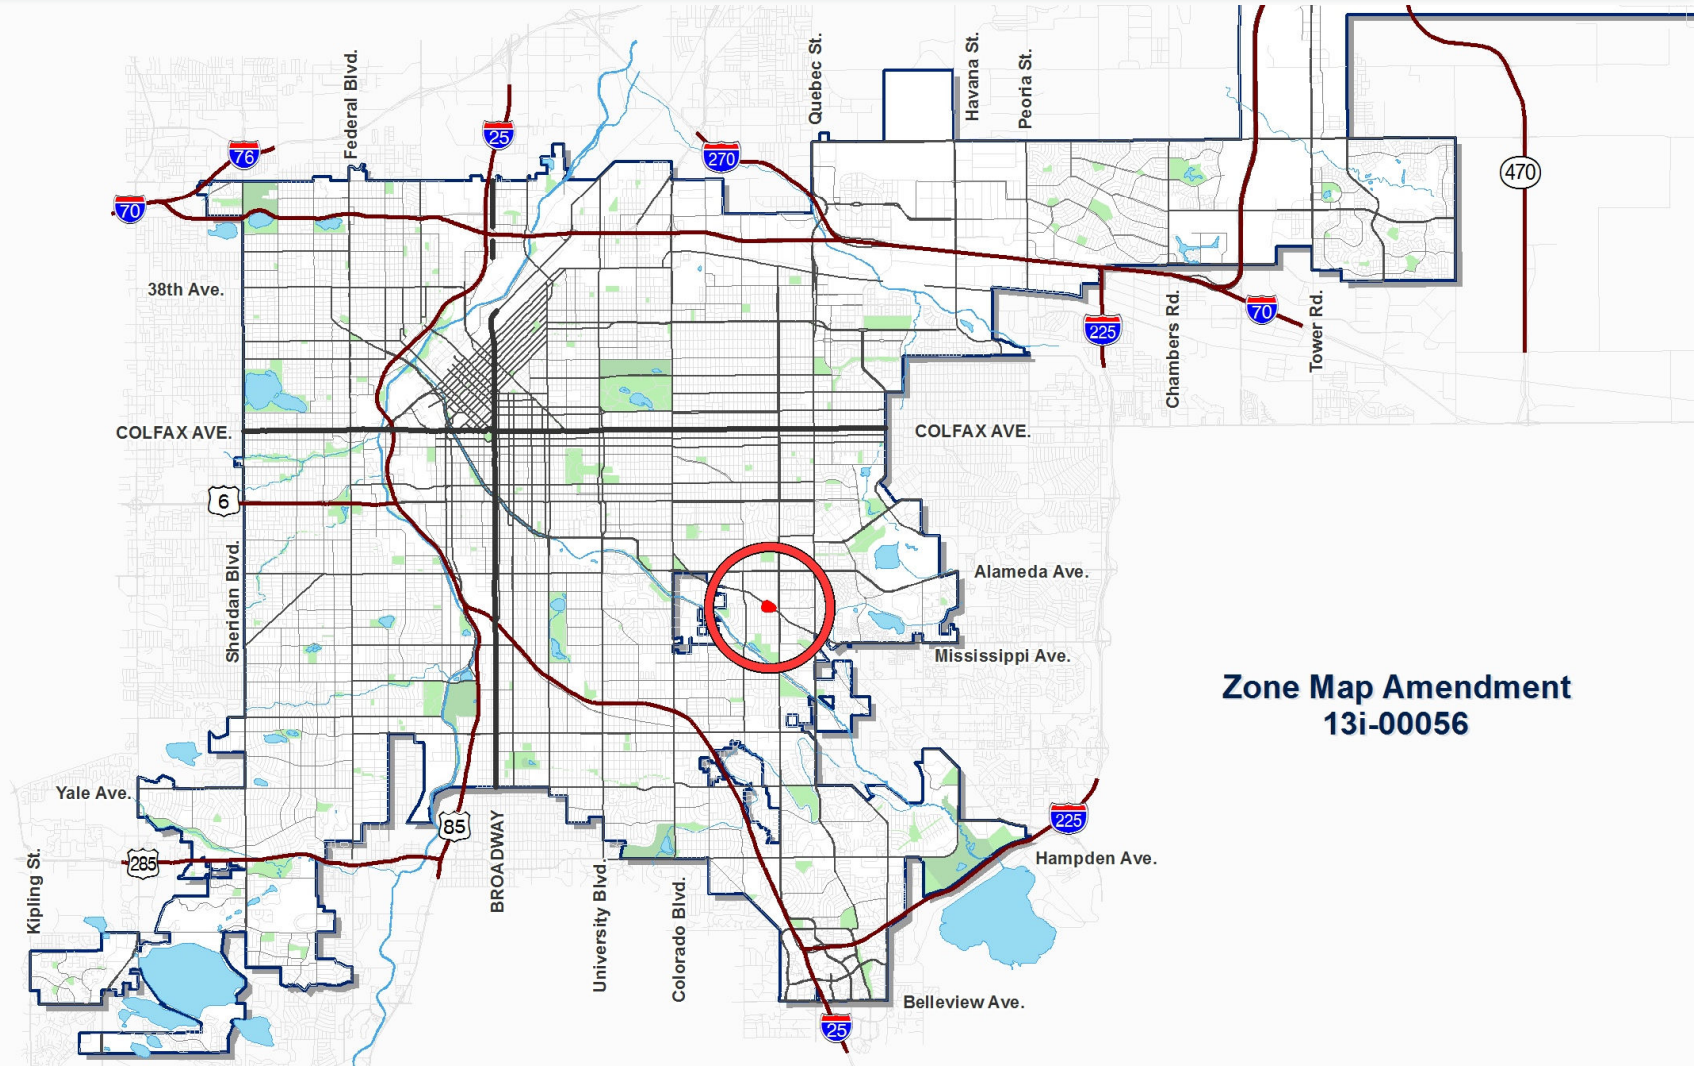 Federal Blvd.
Quebec St.
Havana St.
Peoria St.
76
25
270
70
470
38th Ave.
225
Chambers Rd.
70
Tower Rd.
COLFAX AVE.
COLFAX AVE.
6
Sheridan Blvd.
Alameda Ave.
Mississippi Ave.
Zone Map Amendment
13i-00056
Yale Ave.
85
225
285
Kipling St.
BROADWAY
University Blvd.
Colorado Blvd.
Hampden Ave.
Belleview Ave.
25